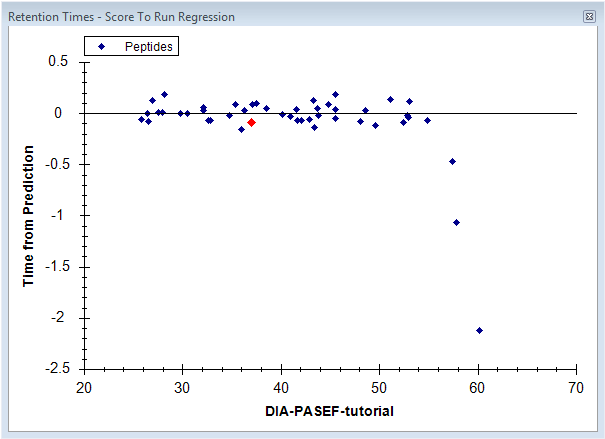 Retention Times - Score To Run Regression
Peptides
0.5
0
-0.5
-1
-1.5
-2
-2.5
Time from Prediction
20 30 40 50 60 70
DIA-PASEF-tutorial